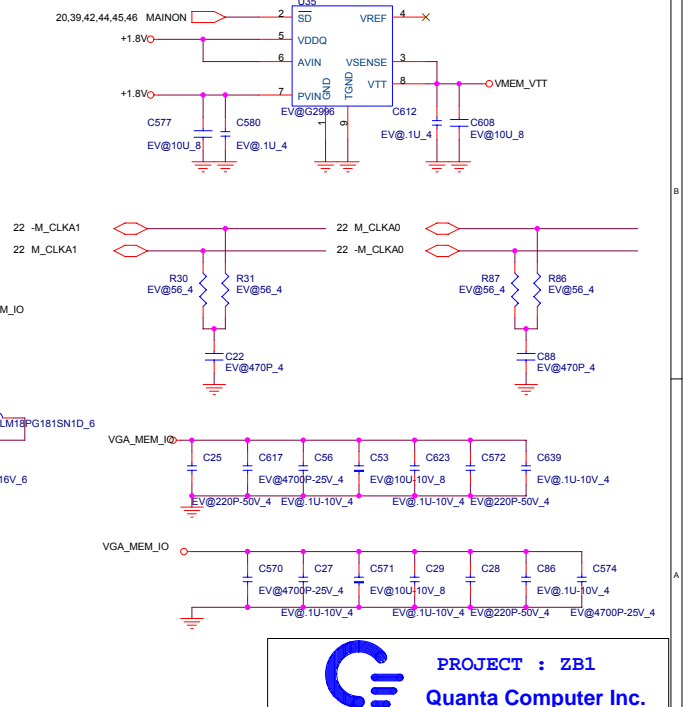 U35
20,39,42,44,45,46 MAINON
2 SD VREF 4
+1.8V
5 VDDQ
6 AVIN VSENSE 3
VTT 8 VMEM_VTT
+1.8V
7 PVIN GND TGND
EV@G2996
1 9
C577 EV@10U_8
C580 EV@.1U_4
C612 EV@.1U_4
C608 EV@10U_8
B
22 -M_CLKA1
22 M_CLKA1
22 M_CLKA0
22 -M_CLKA0
R30 EV@56_4
R31 EV@56_4
R87 EV@56_4
R86 EV@56_4
M_IO
C22 EV@470P_4
C88 EV@470P_4
LM18PG181SN1D_6
16V_6
VGA_MEM_IO
C25 C617 C56 C53 C623 C572 C639
EV@4700P-25V_4 EV@10U-10V_8 EV@.1U-10V_4
EV@220P-50V_4 EV@.1U-10V_4 EV@.1U-10V_4 EV@220P-50V_4
VGA_MEM_IO
A
C570 C27 C571 C29 C28 C86 C574
EV@4700P-25V_4 EV@10U-10V_8 EV@.1U-10V_4
EV@.1U-10V_4 EV@.1U-10V_4 EV@220P-50V_4 EV@4700P-25V_4
PROJECT : ZB1
Quanta Computer Inc.